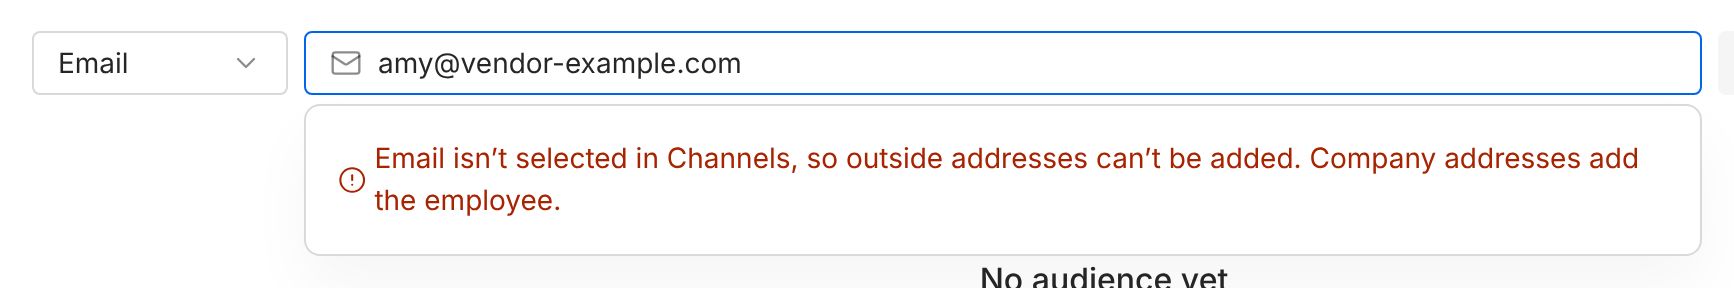 Email
amy@vendor-example.com
Email isn’t selected in Channels, so outside addresses can’t be added. Company addresses add
the employee.
No audience yet